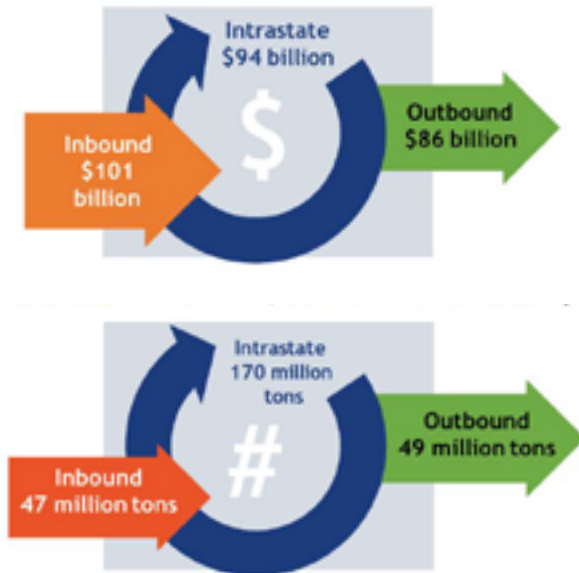 Intrastate
$94 billion
Inbound
$101
billion
$
Outbound
$86 billion
Intrastate
170 million
tons
Inbound
47 million tons
#
Outbound
49 million tons